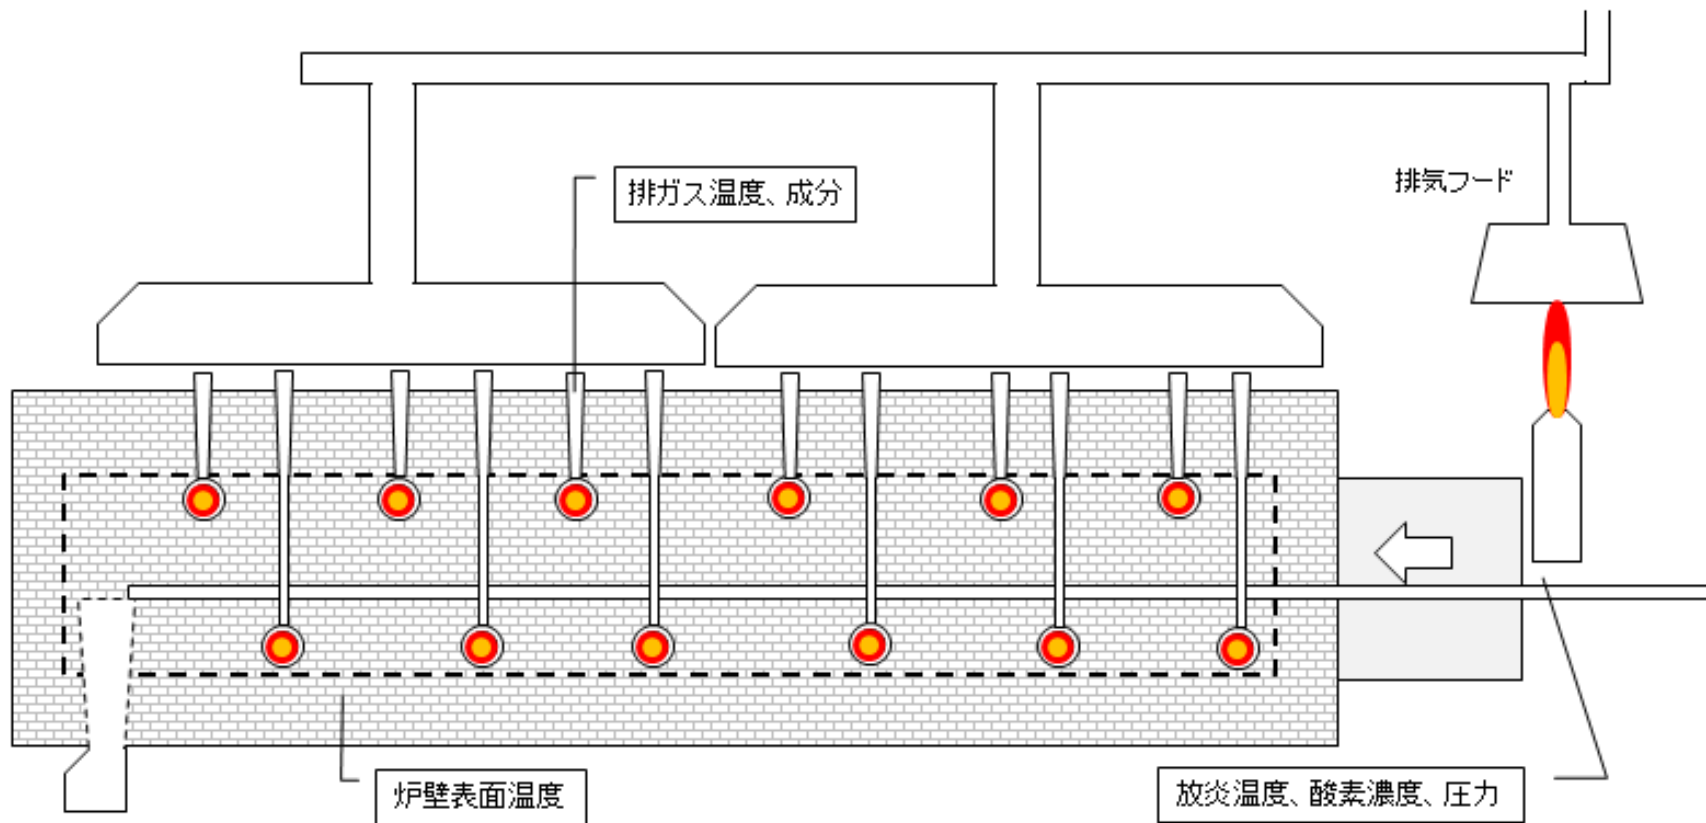 排気フード
排ガス温度、成分
炉壁表面温度
放炎温度、酸素濃度、圧力